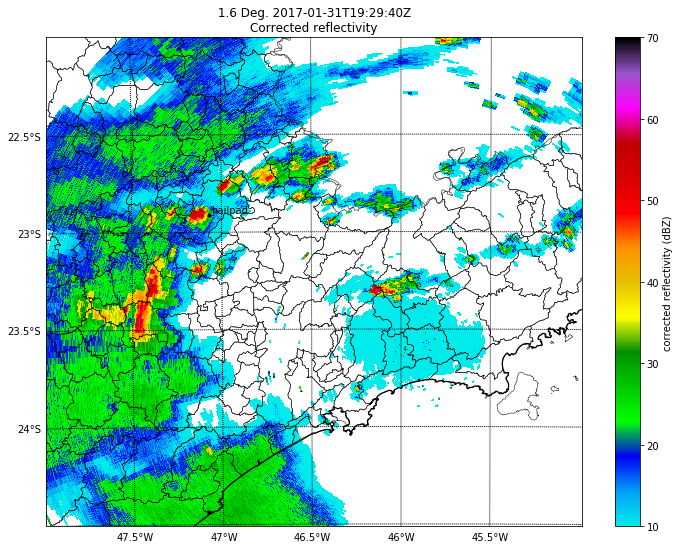 1.6 Deg. 2017-01-31T19:29:40Z
Corrected reflectivity
22.5°S
23°S
23.5°S
24°S
47.5°W
47°W
46.5°W
46°W
45.5°W
hailpad
70
60
50
40
30
20
10
corrected reflectivity (dBZ)